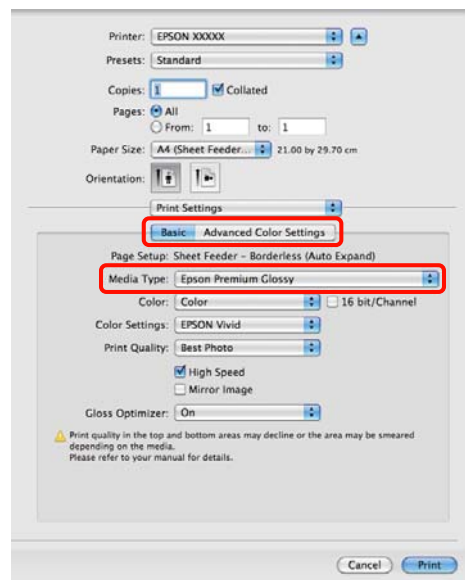 Printer: EPSON XXXXX
Presets: Standard
Copies: 1 Collated
Pages: All
From: 1 to: 1
Paper Size: A4 (Sheet Feeder... 21.00 by 29.70 cm
Orientation:
Print Settings
Basic Advanced Color Settings
Page Setup: Sheet Feeder - Borderless (Auto Expand)
Media Type: Epson Premium Glossy
Color: Color 16 bit/Channel
Color Settings: EPSON Vivid
Print Quality: Best Photo
High Speed
Mirror Image
Gloss Optimizer: On
Print quality in the top and bottom areas may decline or the area may be smeared
depending on the media.
Please refer to your manual for details.
Cancel Print